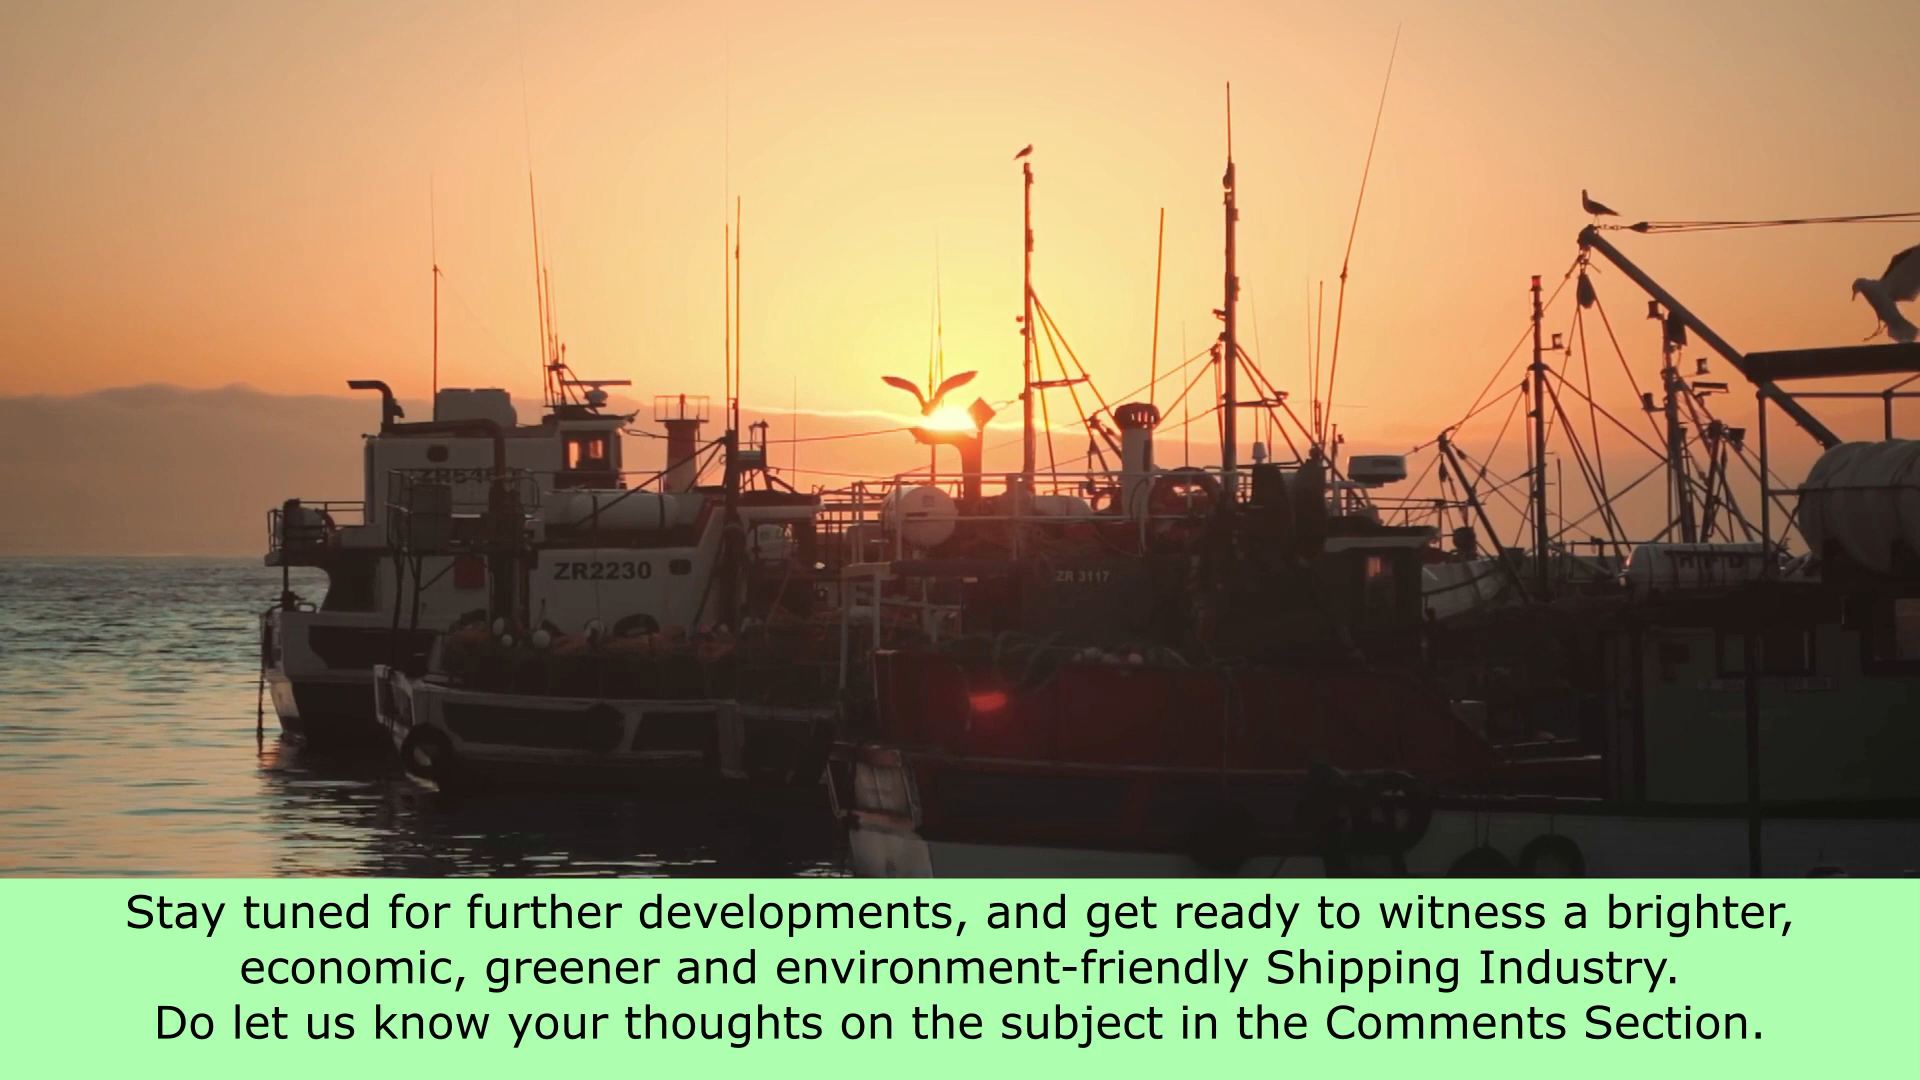 ZR2230
ZR 3117
Stay tuned for further developments, and get ready to witness a brighter,
economic, greener and environment-friendly Shipping Industry.
Do let us know your thoughts on the subject in the Comments Section.